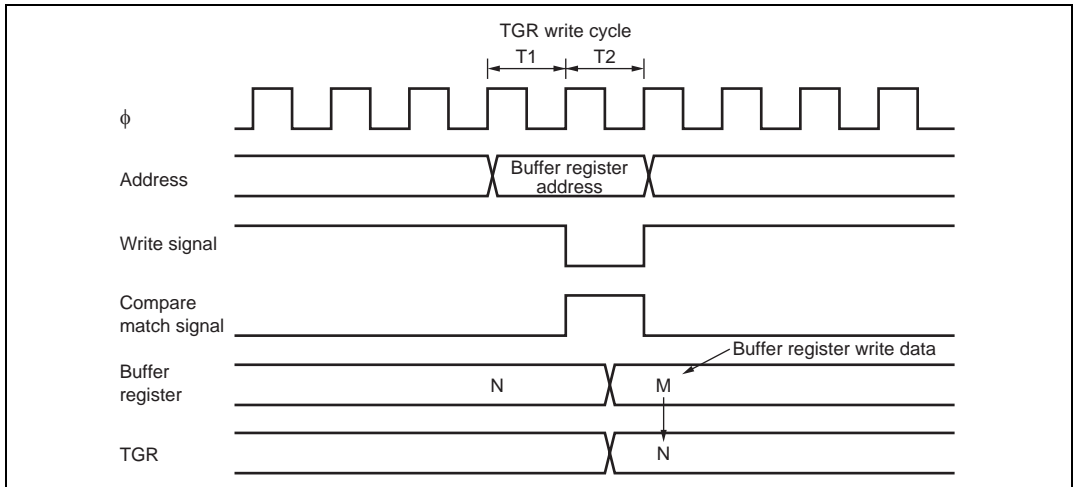 TGR write cycle
T1 T2
ϕ
Address
Buffer register
address
Write signal
Compare
match signal
Buffer register write data
Buffer
register
N M
TGR
N